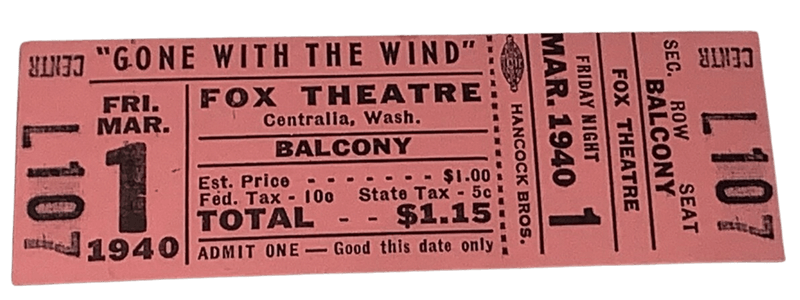 CENTR
L 107
"GONE WITH THE WIND"
FRI.
MAR.
1
1940
FOX THEATRE
Centralia, Wash.
BALCONY
Est. Price - - - - - - - $1.00
Fed. Tax - 10c State Tax - 5c
TOTAL - - $1.15
ADMIT ONE — Good this date only
HANCOCK BROS.
MAR. 1940 1
FRIDAY NIGHT
FOX THEATRE
BALCONY
SEC. ROW SEAT
CENTR
L 107